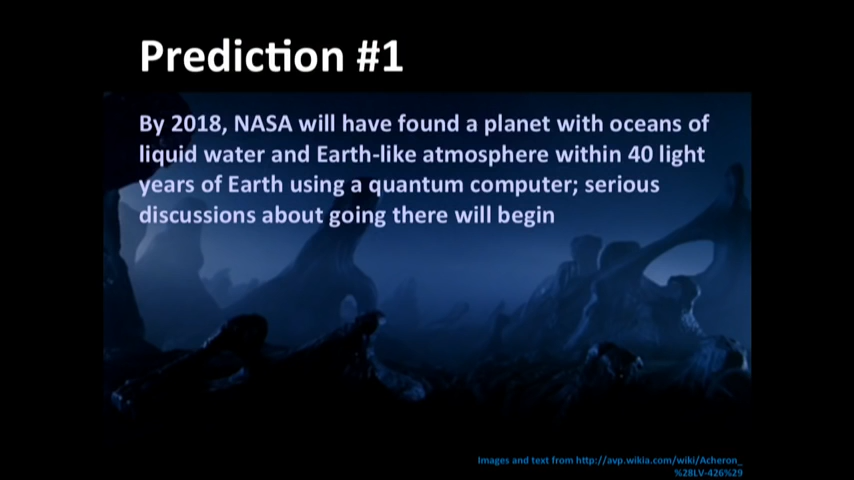 Prediction #1
By 2018, NASA will have found a planet with oceans of
liquid water and Earth-like atmosphere within 40 light
years of Earth using a quantum computer; serious
discussions about going there will begin
Images and text from http://avp.wikia.com/wiki/Acheron_
%28LV-426%29